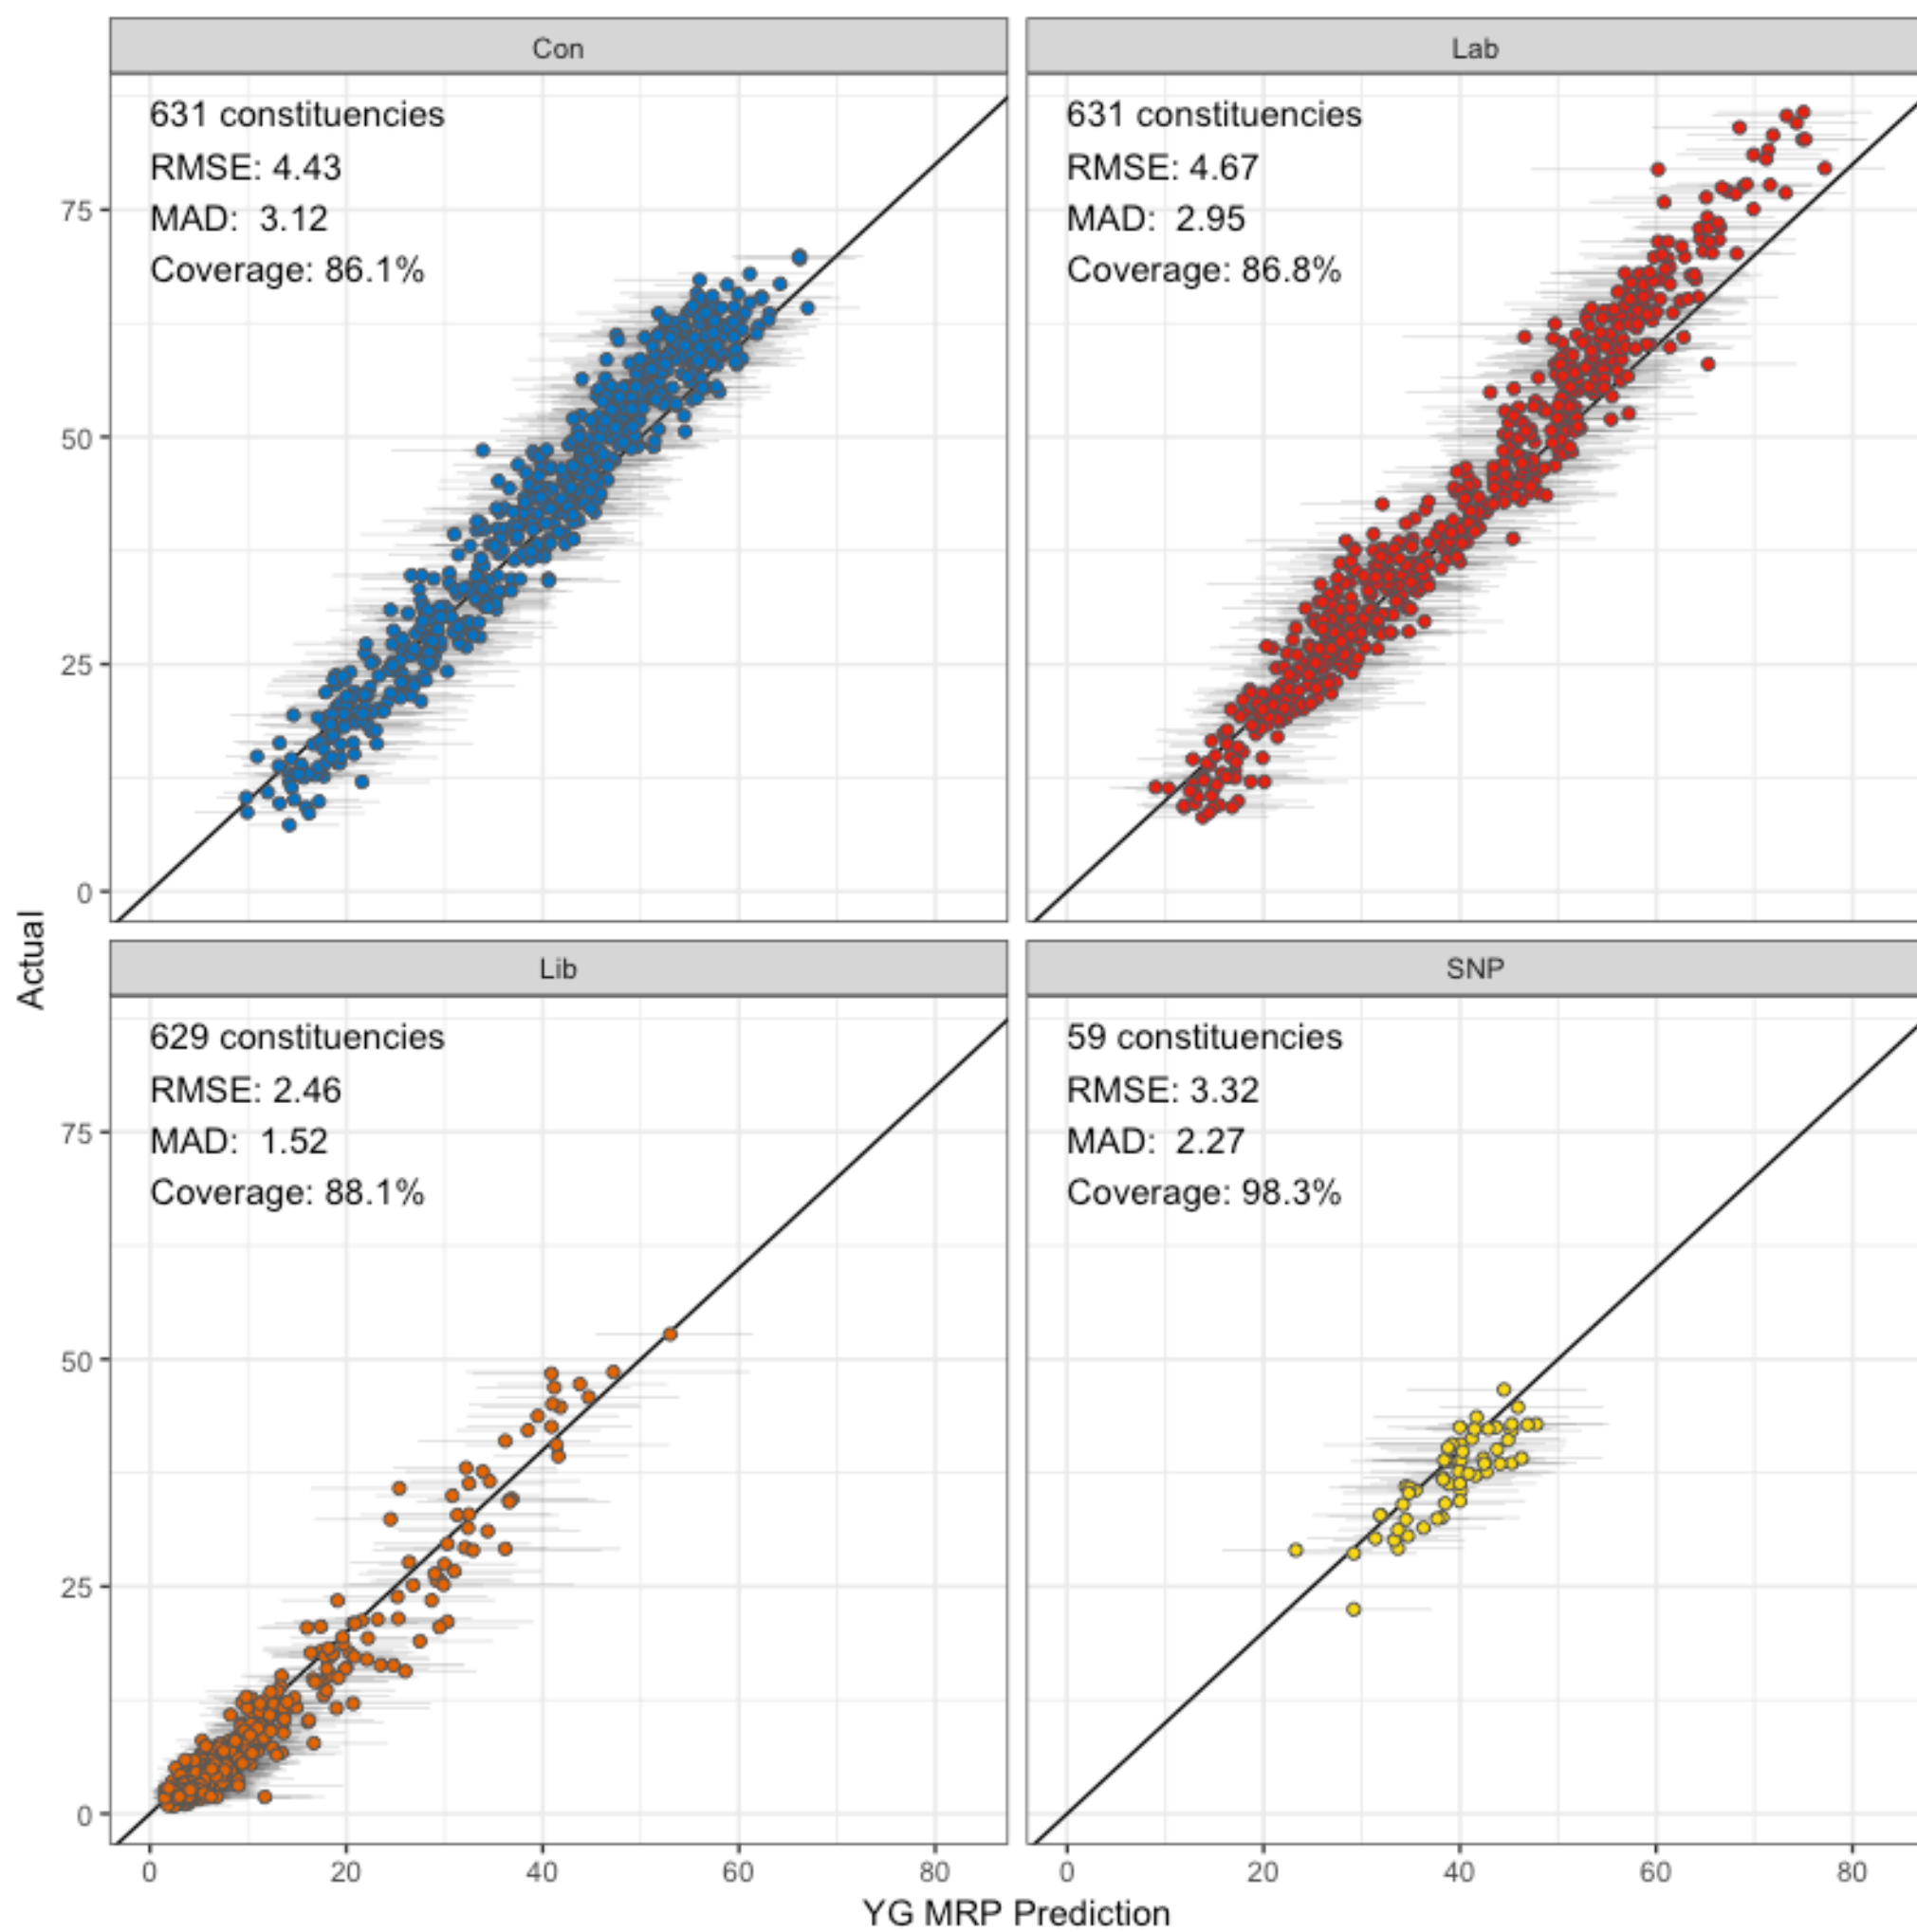 Con
631 constituencies
RMSE: 4.43
MAD: 3.12
Coverage: 86.1%
75
50
25
0
Lab
631 constituencies
RMSE: 4.67
MAD: 2.95
Coverage: 86.8%
Actual
Lib
629 constituencies
RMSE: 2.46
MAD: 1.52
Coverage: 88.1%
75
50
25
0
0 20 40 60 80
SNP
59 constituencies
RMSE: 3.32
MAD: 2.27
Coverage: 98.3%
0 20 40 60 80
YG MRP Prediction